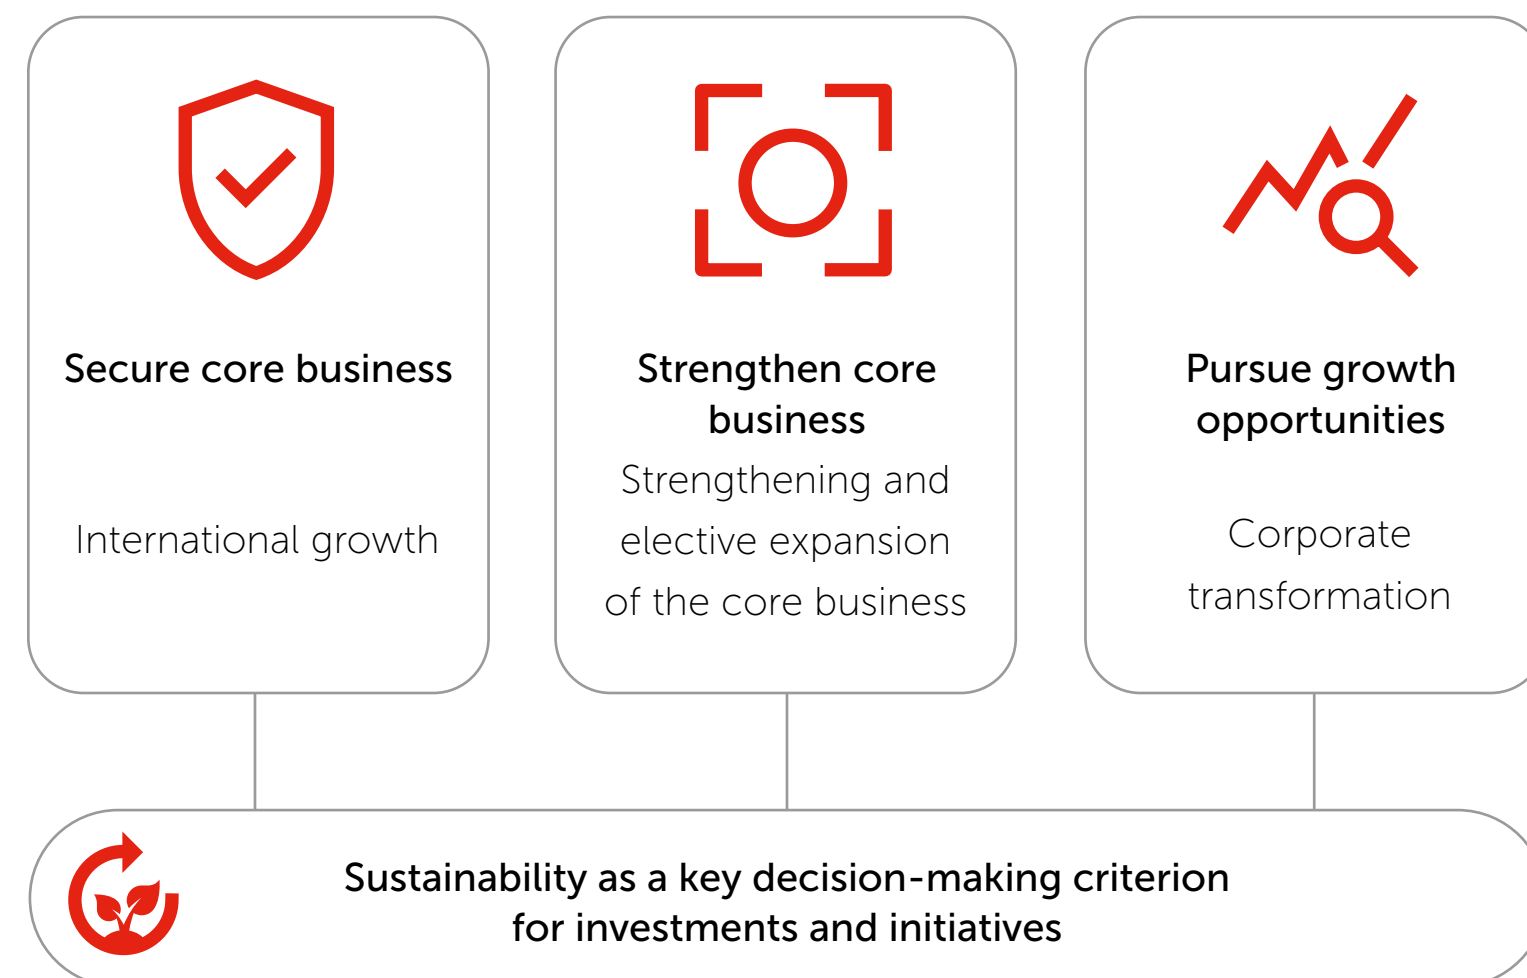 Secure core business
International growth
Strengthen core
business
Strengthening and
elective expansion
of the core business
Pursue growth
opportunities
Corporate
transformation
Sustainability as a key decision-making criterion
for investments and initiatives